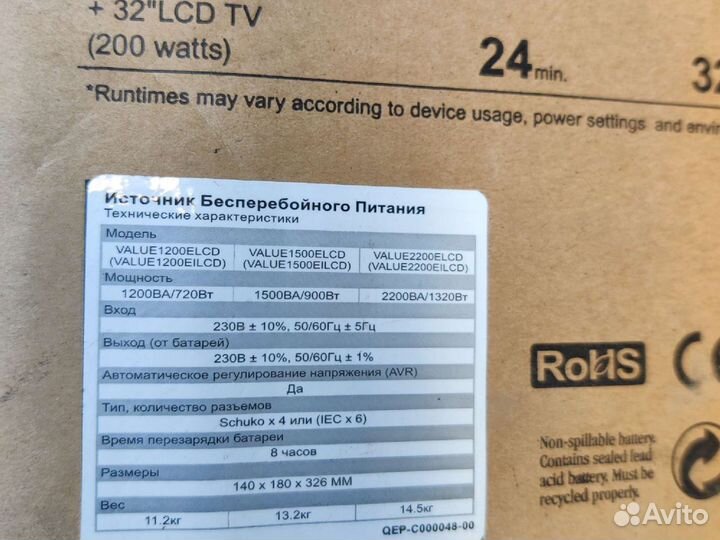 + 32"LCD TV
(200 watts) 24min. 32
*Runtimes may vary according to device usage, power settings and
Источник Бесперебойного Питания
Технические характеристики
Модель
VALUE1200ELCD VALUE1500ELCD VALUE2200ELCD
(VALUE1200EILCD) (VALUE1500EILCD) (VALUE2200EILCD)
Мощность
1200ВА/720Вт 1500ВА/900Вт 2200ВА/1320Вт
Вход
230В ± 10%, 50/60Гц ± 5Гц
Выход (от батарей)
230В ± 10%, 50/60Гц ± 1%
Автоматическое регулирование напряжения (AVR)
Да
Тип, количество разъемов
Schuko x 4 или (IEC x 6)
Время перезарядки батареи
8 часов
Размеры
140 x 180 x 326 ММ
Вес
11.2кг 13.2кг 14.5кг
QEP-C000048-00
RoHS
Non-spillable battery.
Contains sealed lead
acid battery. Must be
recycled properly.
Avito